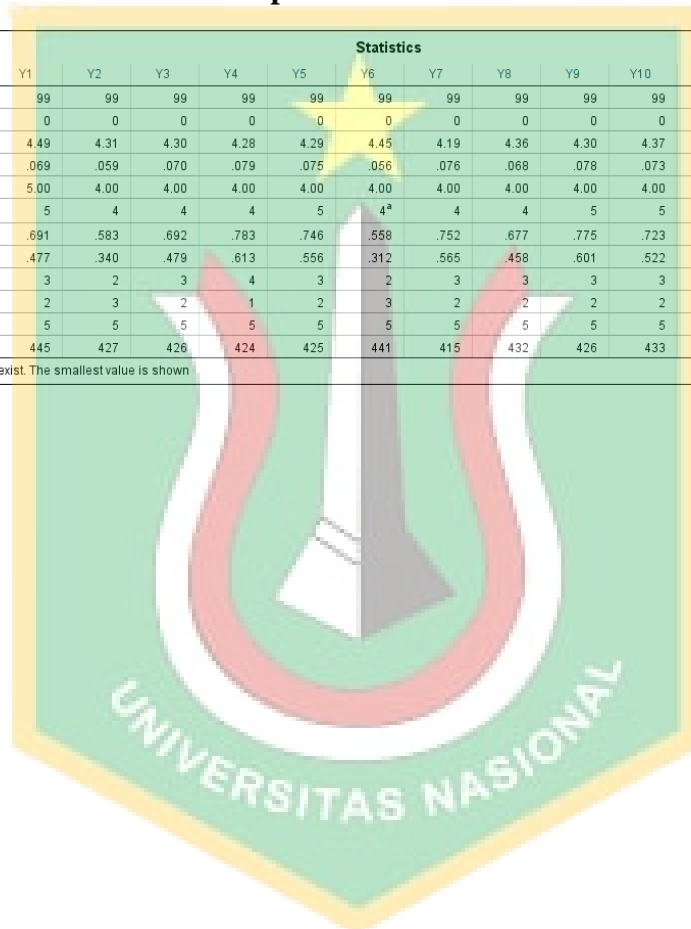 Statistics
Y1 Y2 Y3 Y4 Y5 Y6 Y7 Y8 Y9 Y10
99 99 99 99 99 99 99 99 99 99
0 0 0 0 0 0 0 0 0 0
4.49 4.31 4.30 4.28 4.29 4.45 4.19 4.36 4.30 4.37
.069 .059 .070 .079 .075 .056 .076 .068 .078 .073
5.00 4.00 4.00 4.00 4.00 4.00 4.00 4.00 4.00 4.00
5 4 4 4 5 4ª 4 4 5 5
.691 .583 .692 .783 .746 .558 .752 .677 .775 .723
.477 .340 .479 .613 .556 .312 .565 .458 .601 .522
3 2 3 4 3 2 3 3 3 3
2 3 2 1 2 3 2 2 2 2
5 5 5 5 5 5 5 5 5 5
445 427 426 424 425 441 415 432 426 433
exist. The smallest value is shown
UNIVERSITAS NASIONAL